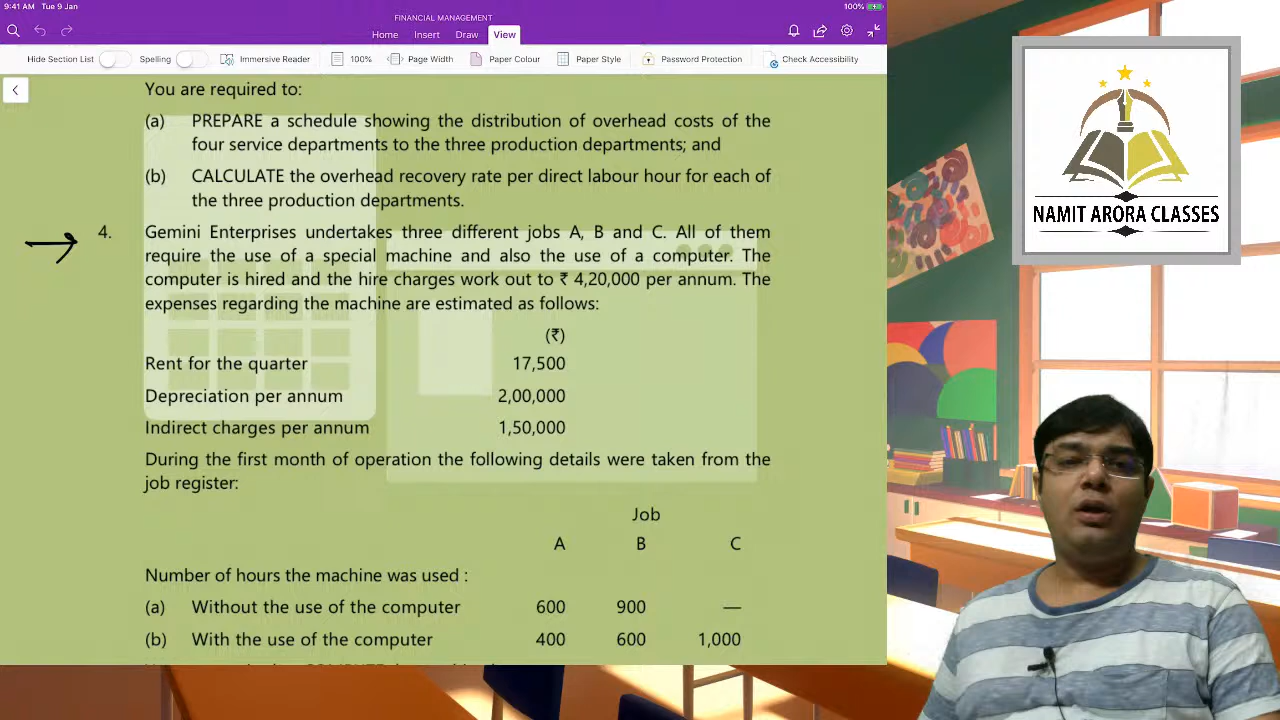 9:41 AM Tue 9 Jan
100%
FINANCIAL MANAGEMENT
Home Insert Draw View
Hide Section List Spelling Immersive Reader 100% Page Width Paper Colour Paper Style Password Protection Check Accessibility
You are required to:
(a) PREPARE a schedule showing the distribution of overhead costs of the
four service departments to the three production departments; and
(b) CALCULATE the overhead recovery rate per direct labour hour for each of
the three production departments.
4. Gemini Enterprises undertakes three different jobs A, B and C. All of them
require the use of a special machine and also the use of a computer. The
computer is hired and the hire charges work out to ₹ 4,20,000 per annum. The
expenses regarding the machine are estimated as follows:
(₹)
Rent for the quarter 17,500
Depreciation per annum 2,00,000
Indirect charges per annum 1,50,000
During the first month of operation the following details were taken from the
job register:
Job
A B C
Number of hours the machine was used :
(a) Without the use of the computer 600 900 —
(b) With the use of the computer 400 600 1,000
NAMIT ARORA CLASSES